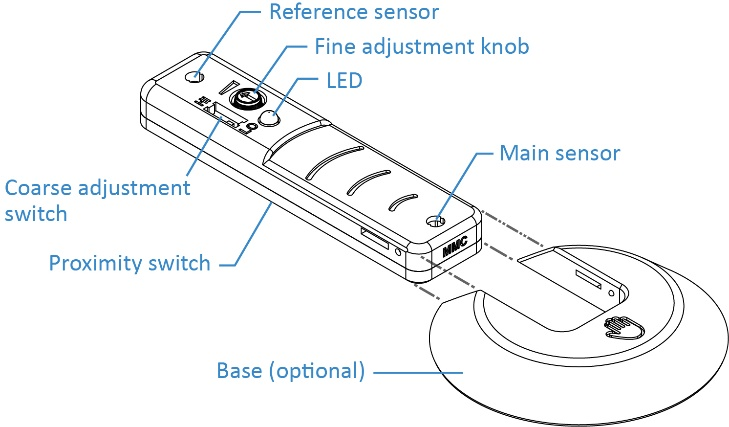 Reference sensor
Fine adjustment knob
LED
Main sensor
Coarse adjustment
switch
Proximity switch
MMC
Base (optional)